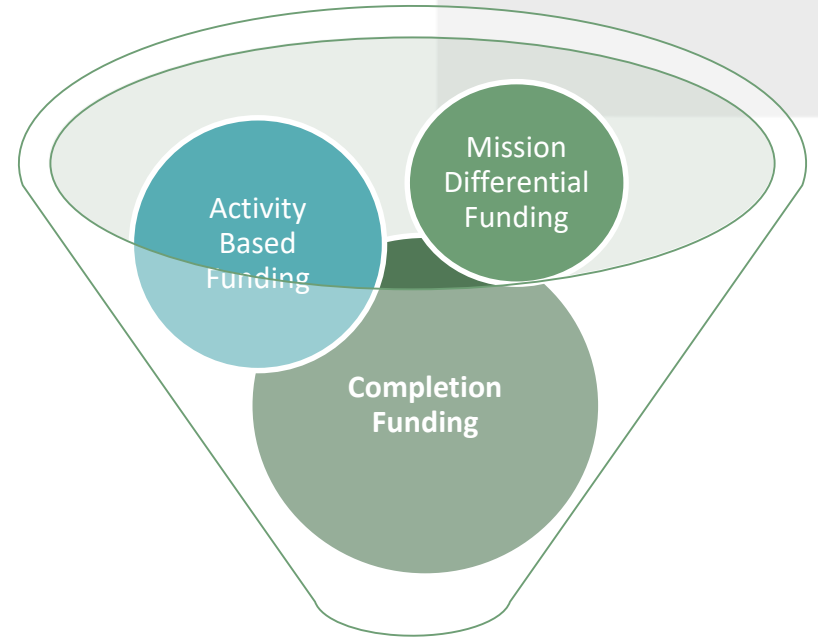 Activity
Based
Funding
Mission
Differential
Funding
Completion
Funding